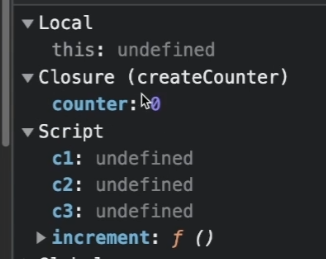 Local
this: undefined
Closure (createCounter)
counter: 0
Script
c1: undefined
c2: undefined
c3: undefined
increment: ƒ ()